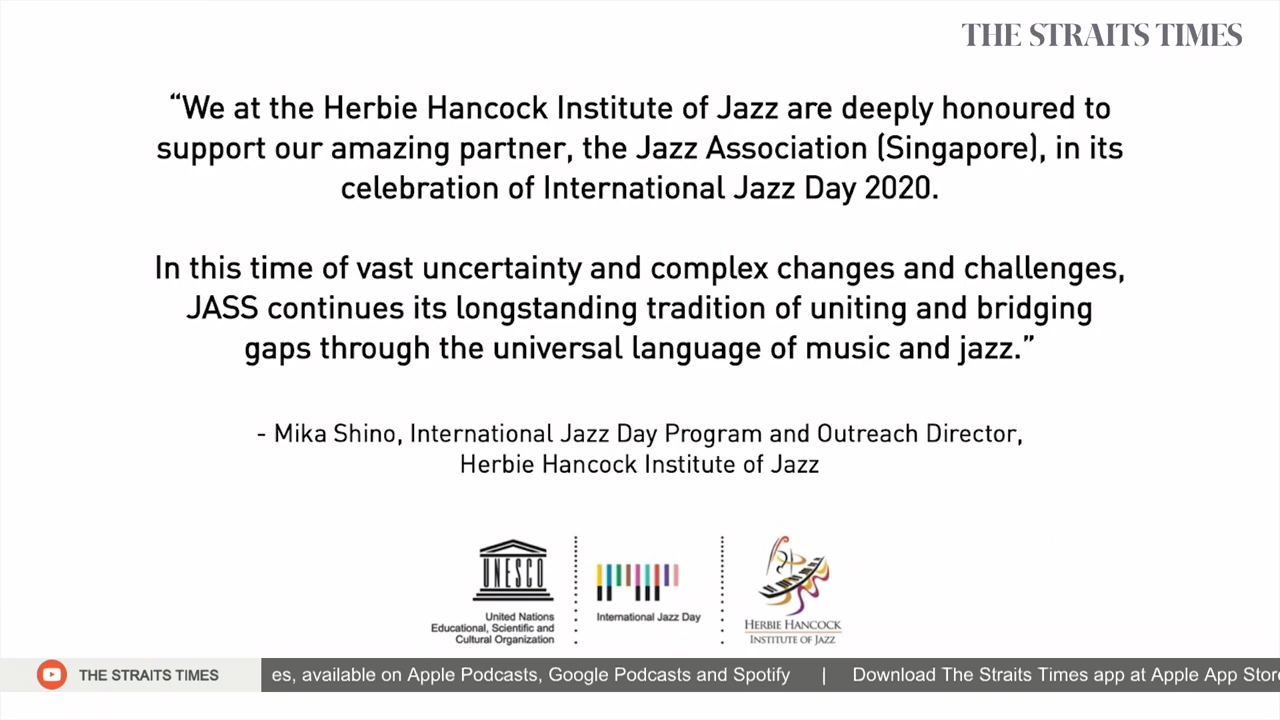 THE STRAITS TIMES
“We at the Herbie Hancock Institute of Jazz are deeply honoured to
support our amazing partner, the Jazz Association (Singapore), in its
celebration of International Jazz Day 2020.
In this time of vast uncertainty and complex changes and challenges,
JASS continues its longstanding tradition of uniting and bridging
gaps through the universal language of music and jazz.”
- Mika Shino, International Jazz Day Program and Outreach Director,
Herbie Hancock Institute of Jazz
UNESCO
United Nations
Educational, Scientific and
Cultural Organization
International Jazz Day
HERBIE HANCOCK
INSTITUTE OF JAZZ
THE STRAITS TIMES
es, available on Apple Podcasts, Google Podcasts and Spotify | Download The Straits Times app at Apple App Store